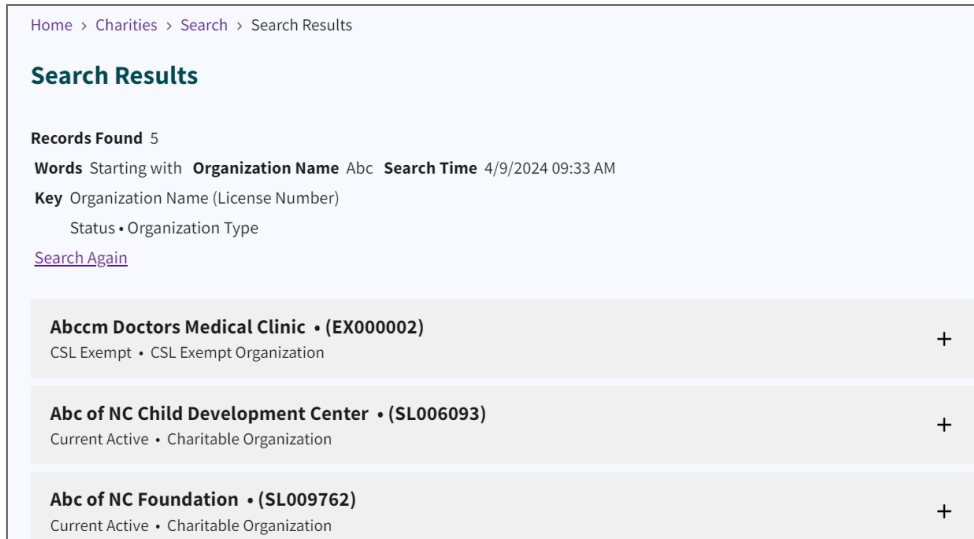 Home > Charities > Search > Search Results
Search Results
Records Found 5
Words Starting with Organization Name Abc Search Time 4/9/2024 09:33 AM
Key Organization Name (License Number)
Status • Organization Type
Search Again
Abccm Doctors Medical Clinic • (EX000002)
CSL Exempt • CSL Exempt Organization
+
Abc of NC Child Development Center • (SL006093)
Current Active • Charitable Organization
+
Abc of NC Foundation • (SL009762)
Current Active • Charitable Organization
+